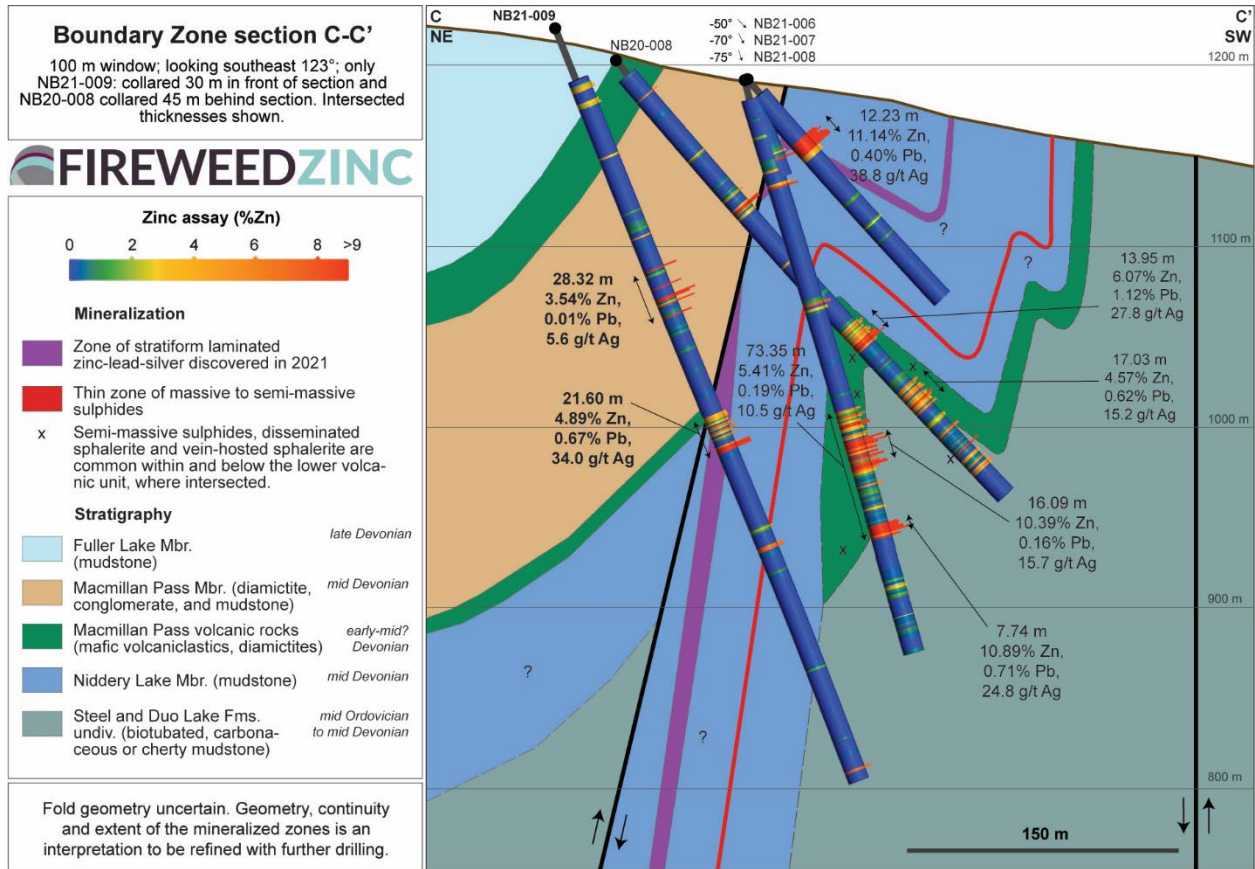 Boundary Zone section C-C’
100 m window; looking southeast 123°; only
NB21-009: collared 30 m in front of section and
NB20-008 collared 45 m behind section. Intersected
thicknesses shown.
FIREWEEDZINC
Zinc assay (%Zn)
0 2 4 6 8 >9
Mineralization
Zone of stratiform laminated
zinc-lead-silver discovered in 2021
Thin zone of massive to semi-massive
sulphides
x Semi-massive sulphides, disseminated
sphalerite and vein-hosted sphalerite are
common within and below the lower volca-
nic unit, where intersected.
Stratigraphy
late Devonian
Fuller Lake Mbr.
(mudstone)
Macmillan Pass Mbr. (diamictite,
conglomerate, and mudstone)
mid Devonian
Macmillan Pass volcanic rocks
(mafic volcaniclastics, diamictites)
early-mid?
Devonian
Niddery Lake Mbr. (mudstone)
mid Devonian
Steel and Duo Lake Fms.
undiv. (biotubated, carbona-
ceous or cherty mudstone)
mid Ordovician
to mid Devonian
Fold geometry uncertain. Geometry, continuity
and extent of the mineralized zones is an
interpretation to be refined with further drilling.
C
NE
NB21-009
NB20-008
-50° NB21-006
-70° NB21-007
-75° NB21-008
C’
SW
1200 m
12.23 m
11.14% Zn,
0.40% Pb,
38.8 g/t Ag
?
?
1100 m
13.95 m
6.07% Zn,
1.12% Pb,
27.8 g/t Ag
28.32 m
3.54% Zn,
0.01% Pb,
5.6 g/t Ag
73.35 m
5.41% Zn,
0.19% Pb,
10.5 g/t Ag
x
x
x
17.03 m
4.57% Zn,
0.62% Pb,
15.2 g/t Ag
21.60 m
4.89% Zn,
0.67% Pb,
34.0 g/t Ag
1000 m
x
16.09 m
10.39% Zn,
0.16% Pb,
15.7 g/t Ag
x
900 m
7.74 m
10.89% Zn,
0.71% Pb,
24.8 g/t Ag
?
?
800 m
150 m